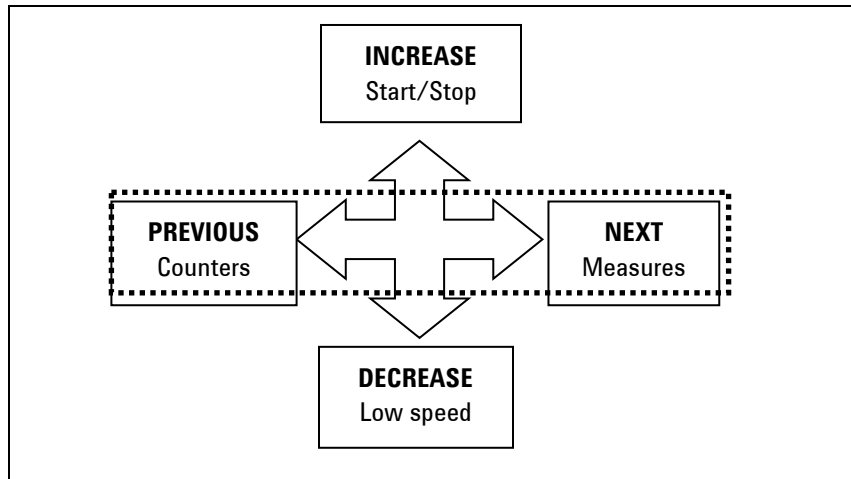 INCREASE
Start/Stop
PREVIOUS
Counters
NEXT
Measures
DECREASE
Low speed